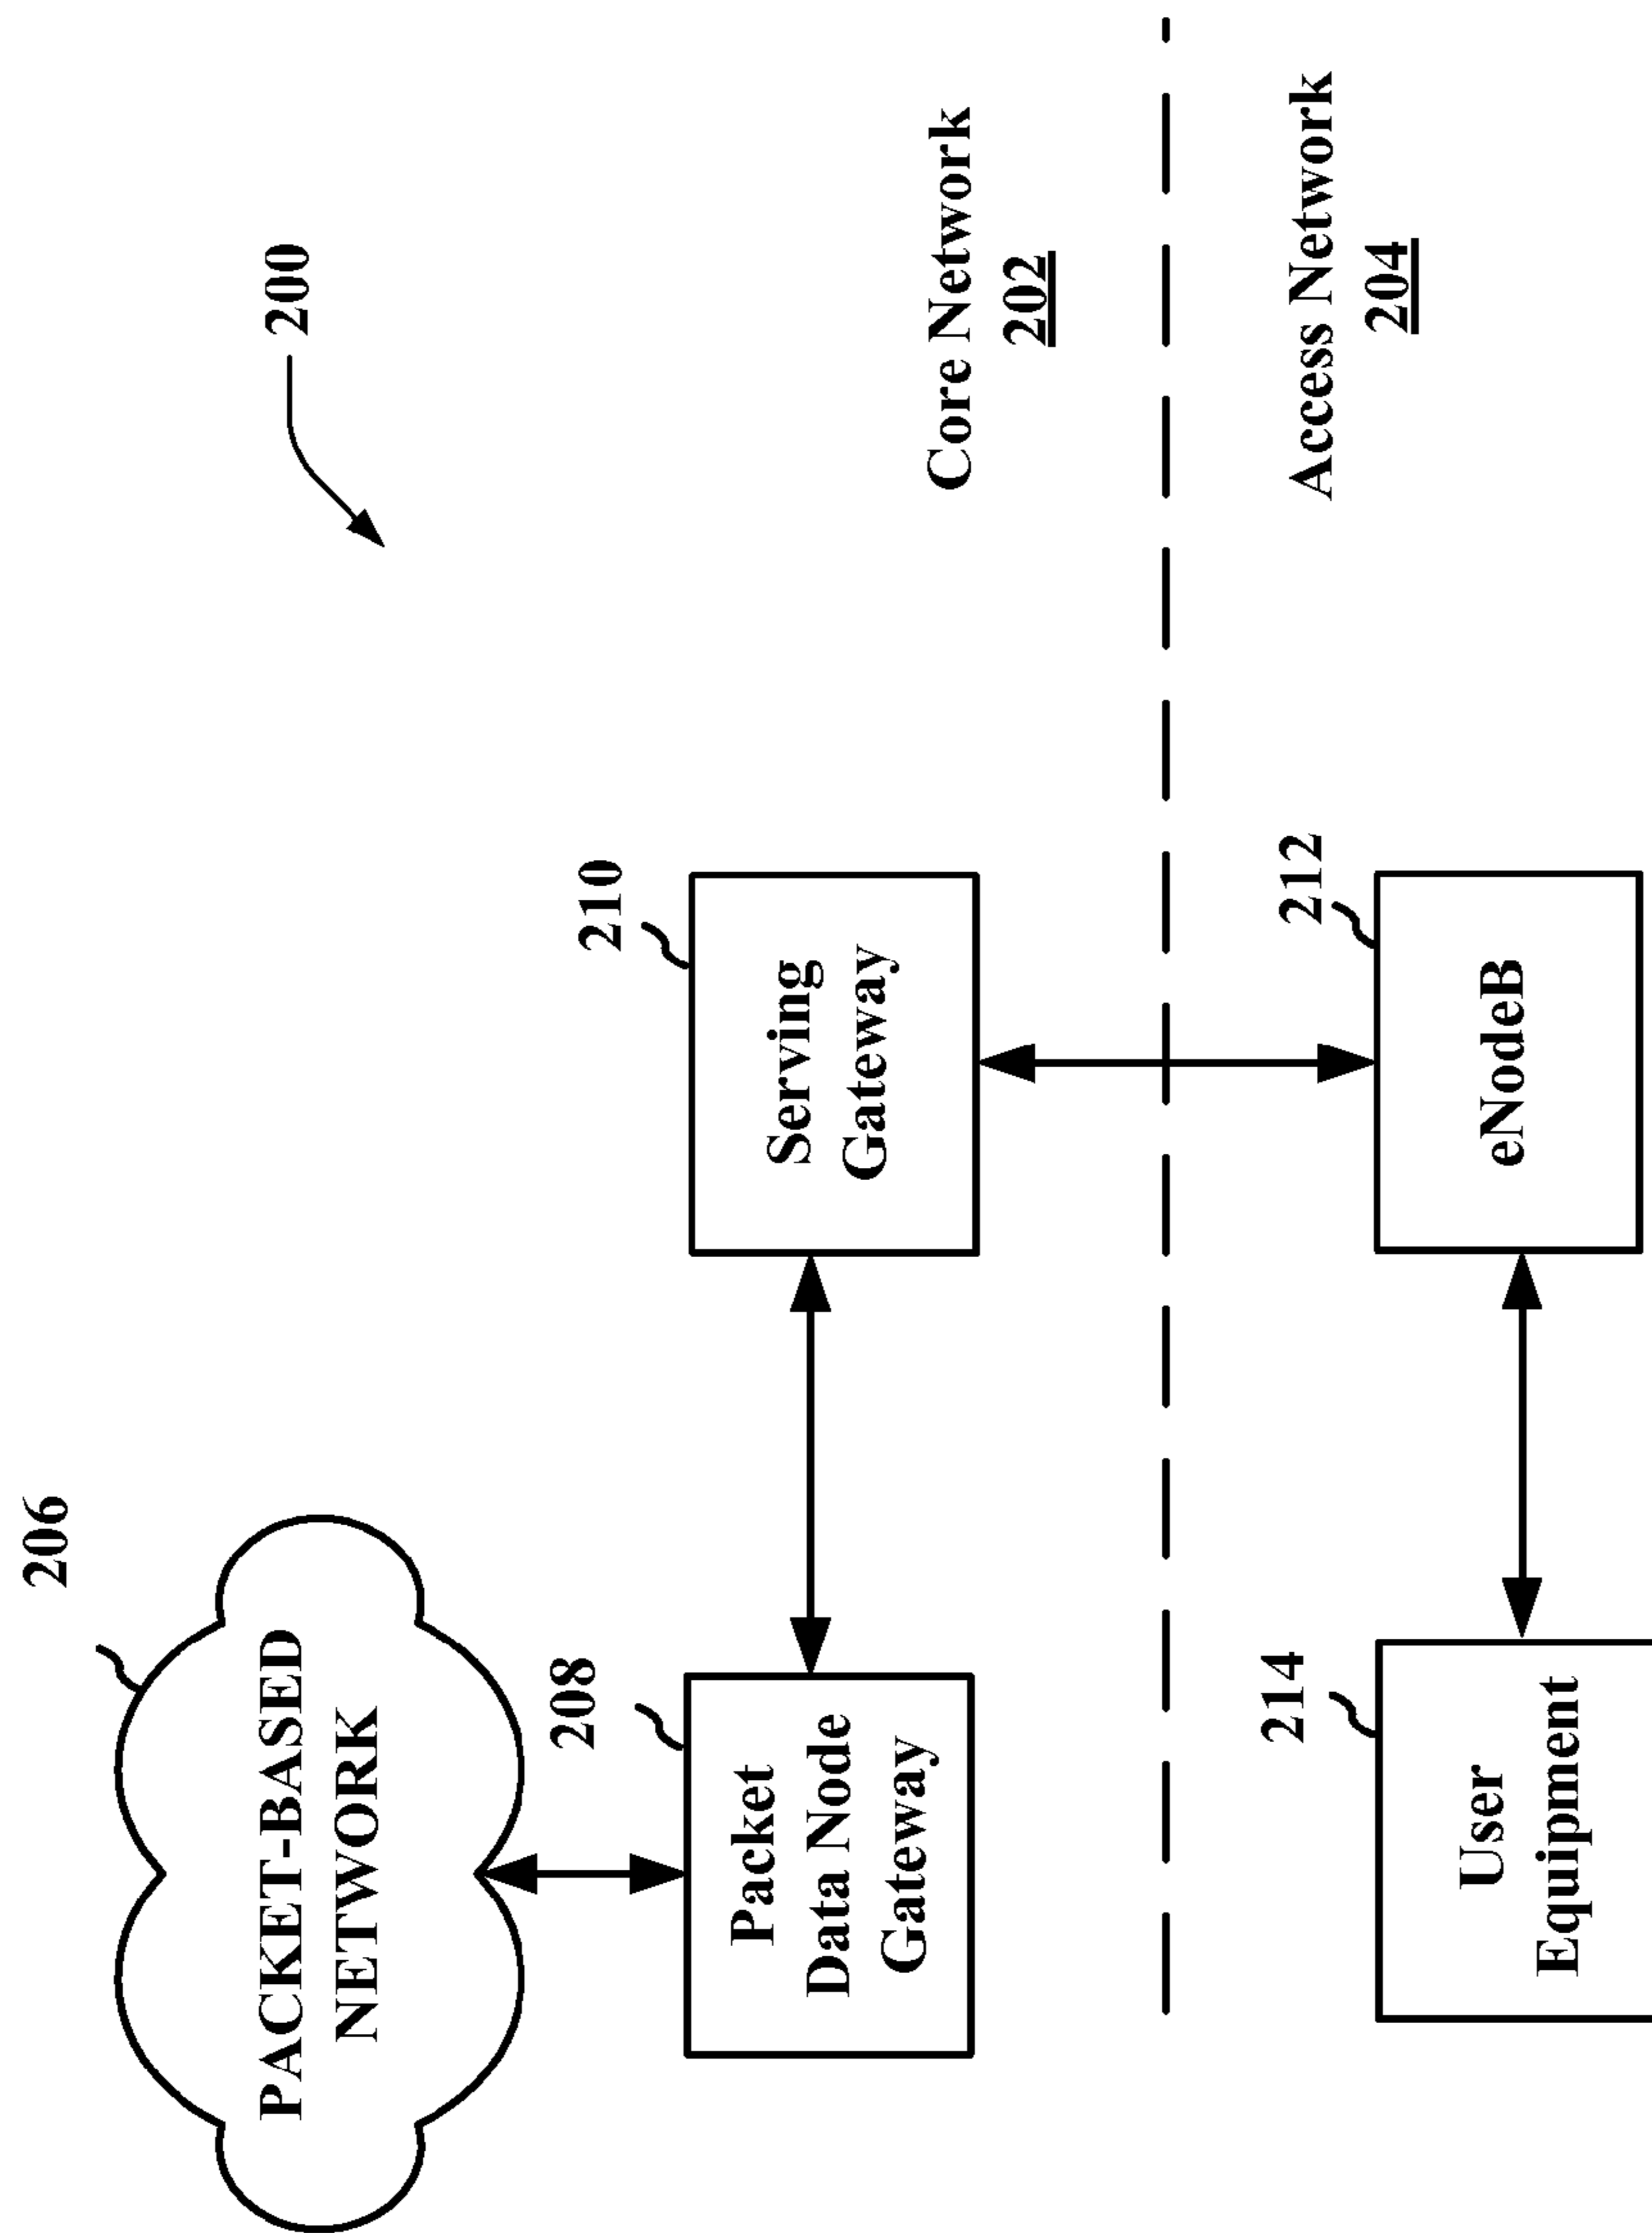 200
206
PACKET-BASED
NETWORK
208
Packet
Data Node
Gateway
210
Serving
Gateway
Core Network
202
Access Network
204
214
User
Equipment
212
eNodeB